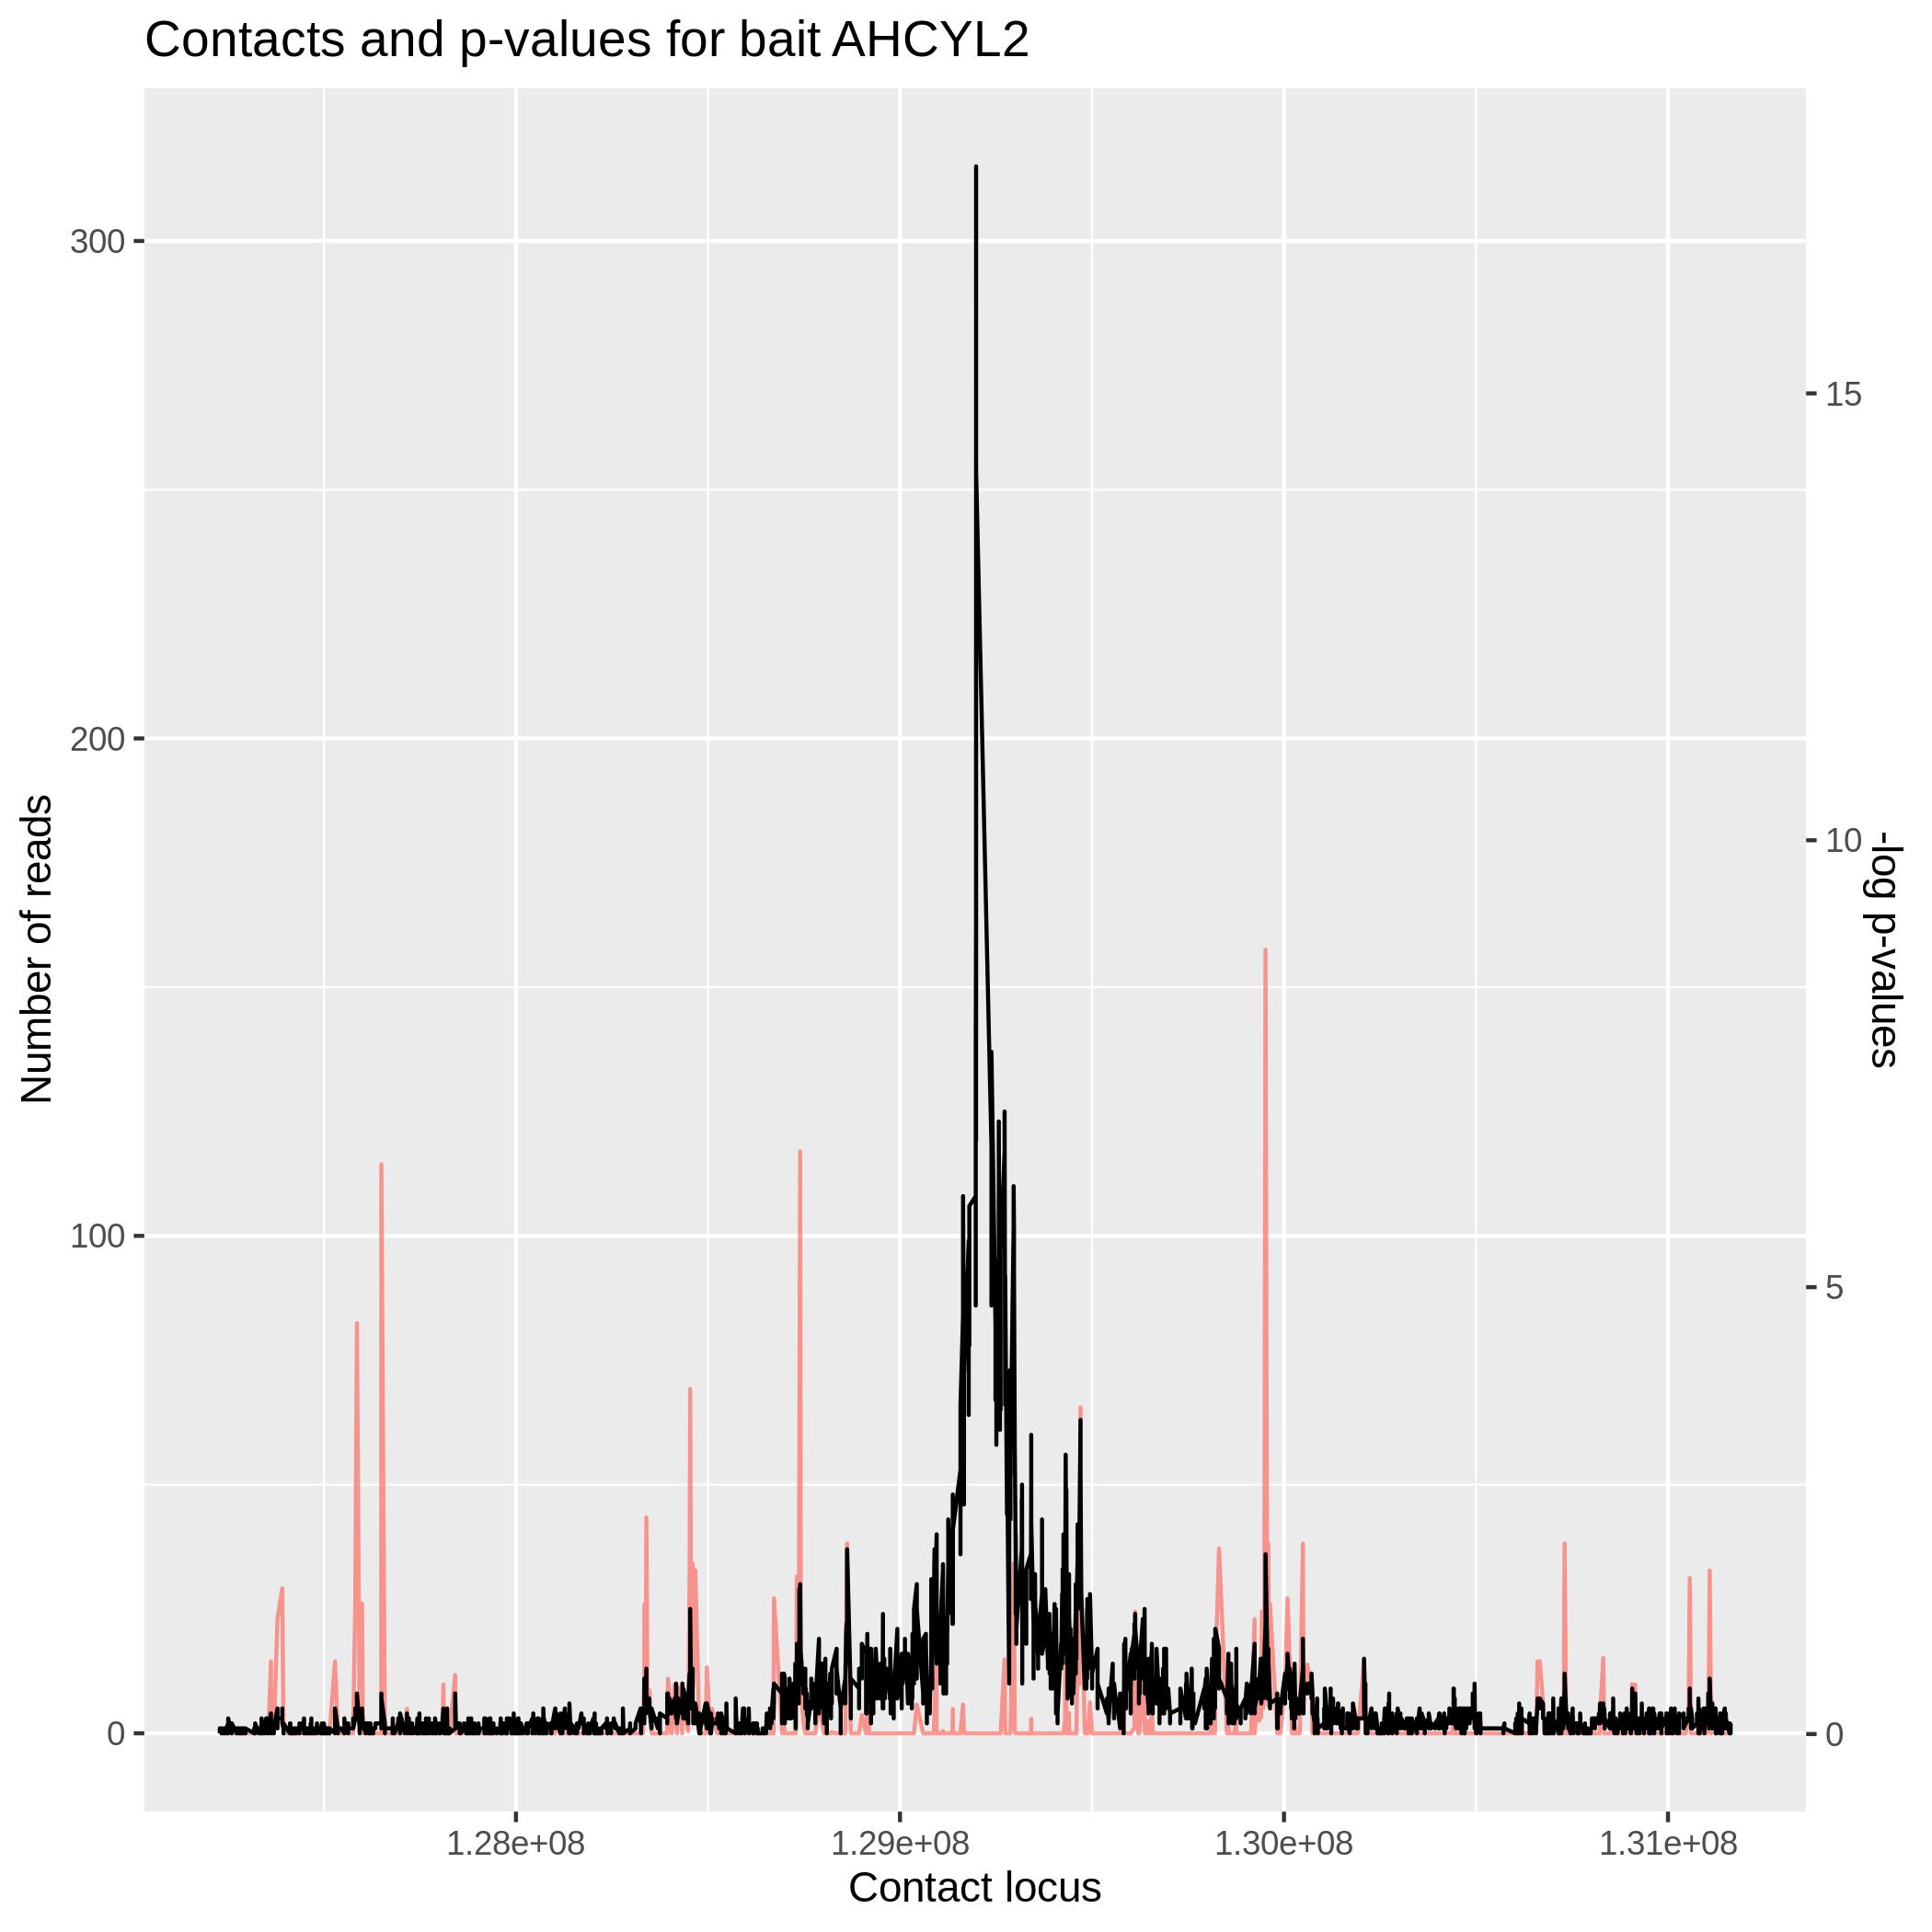 Contacts and p-values for bait AHCYL2
Number of reads
300
200
100
0
15
10
5
0
-log p-values
1.28e+08
1.29e+08
1.30e+08
1.31e+08
Contact locus